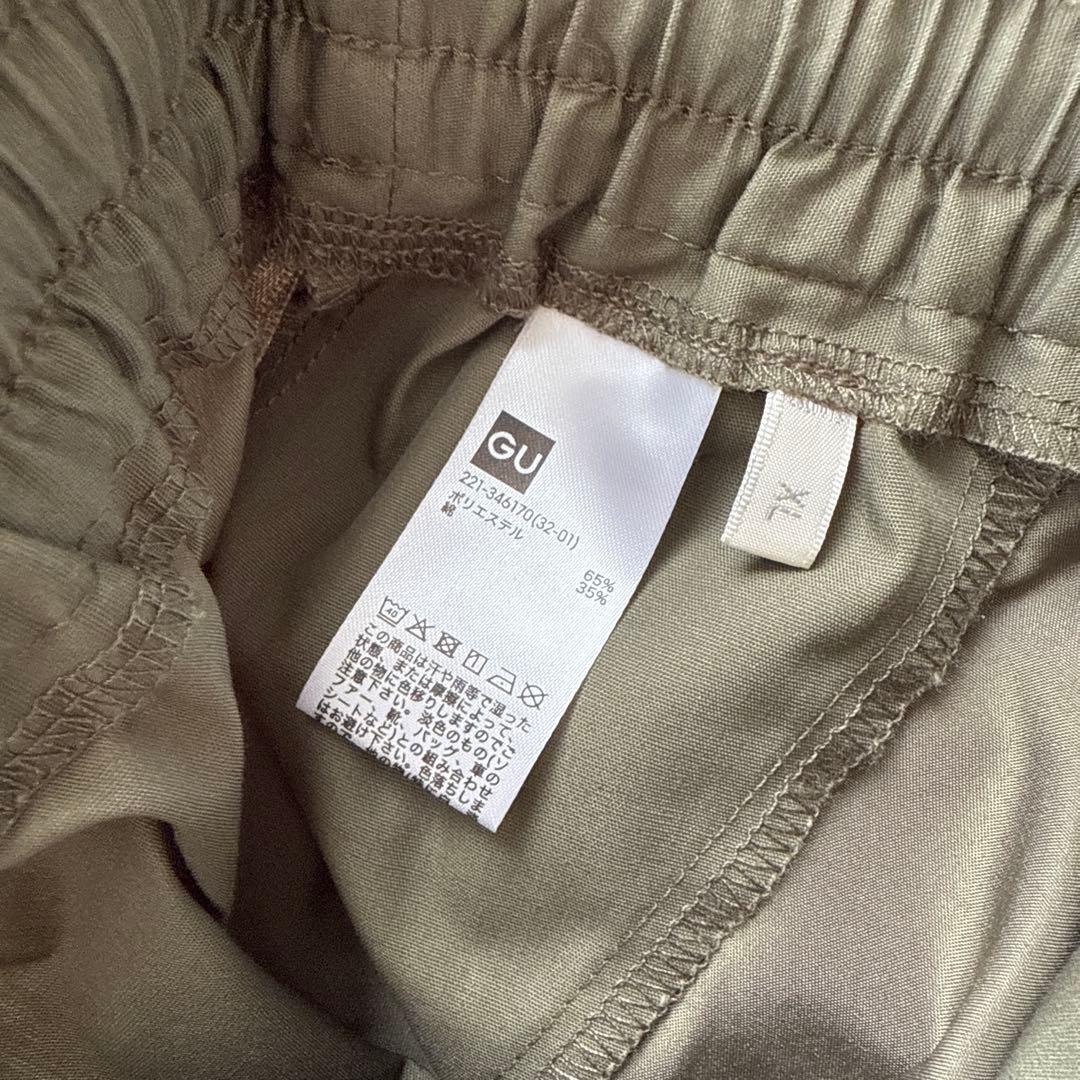 GU
221-346170(32-01)
ポリエステル 65%
綿 35%
40
この商品は汗や雨等で湿った
状態、または摩擦によって、
他の物に色移りしますのでご
注意下さい。淡色のもの(ソ
ファー、靴、バッグ、車の
シートなど)との組み合わせ
はお避け下さい。色落ちしま
XL